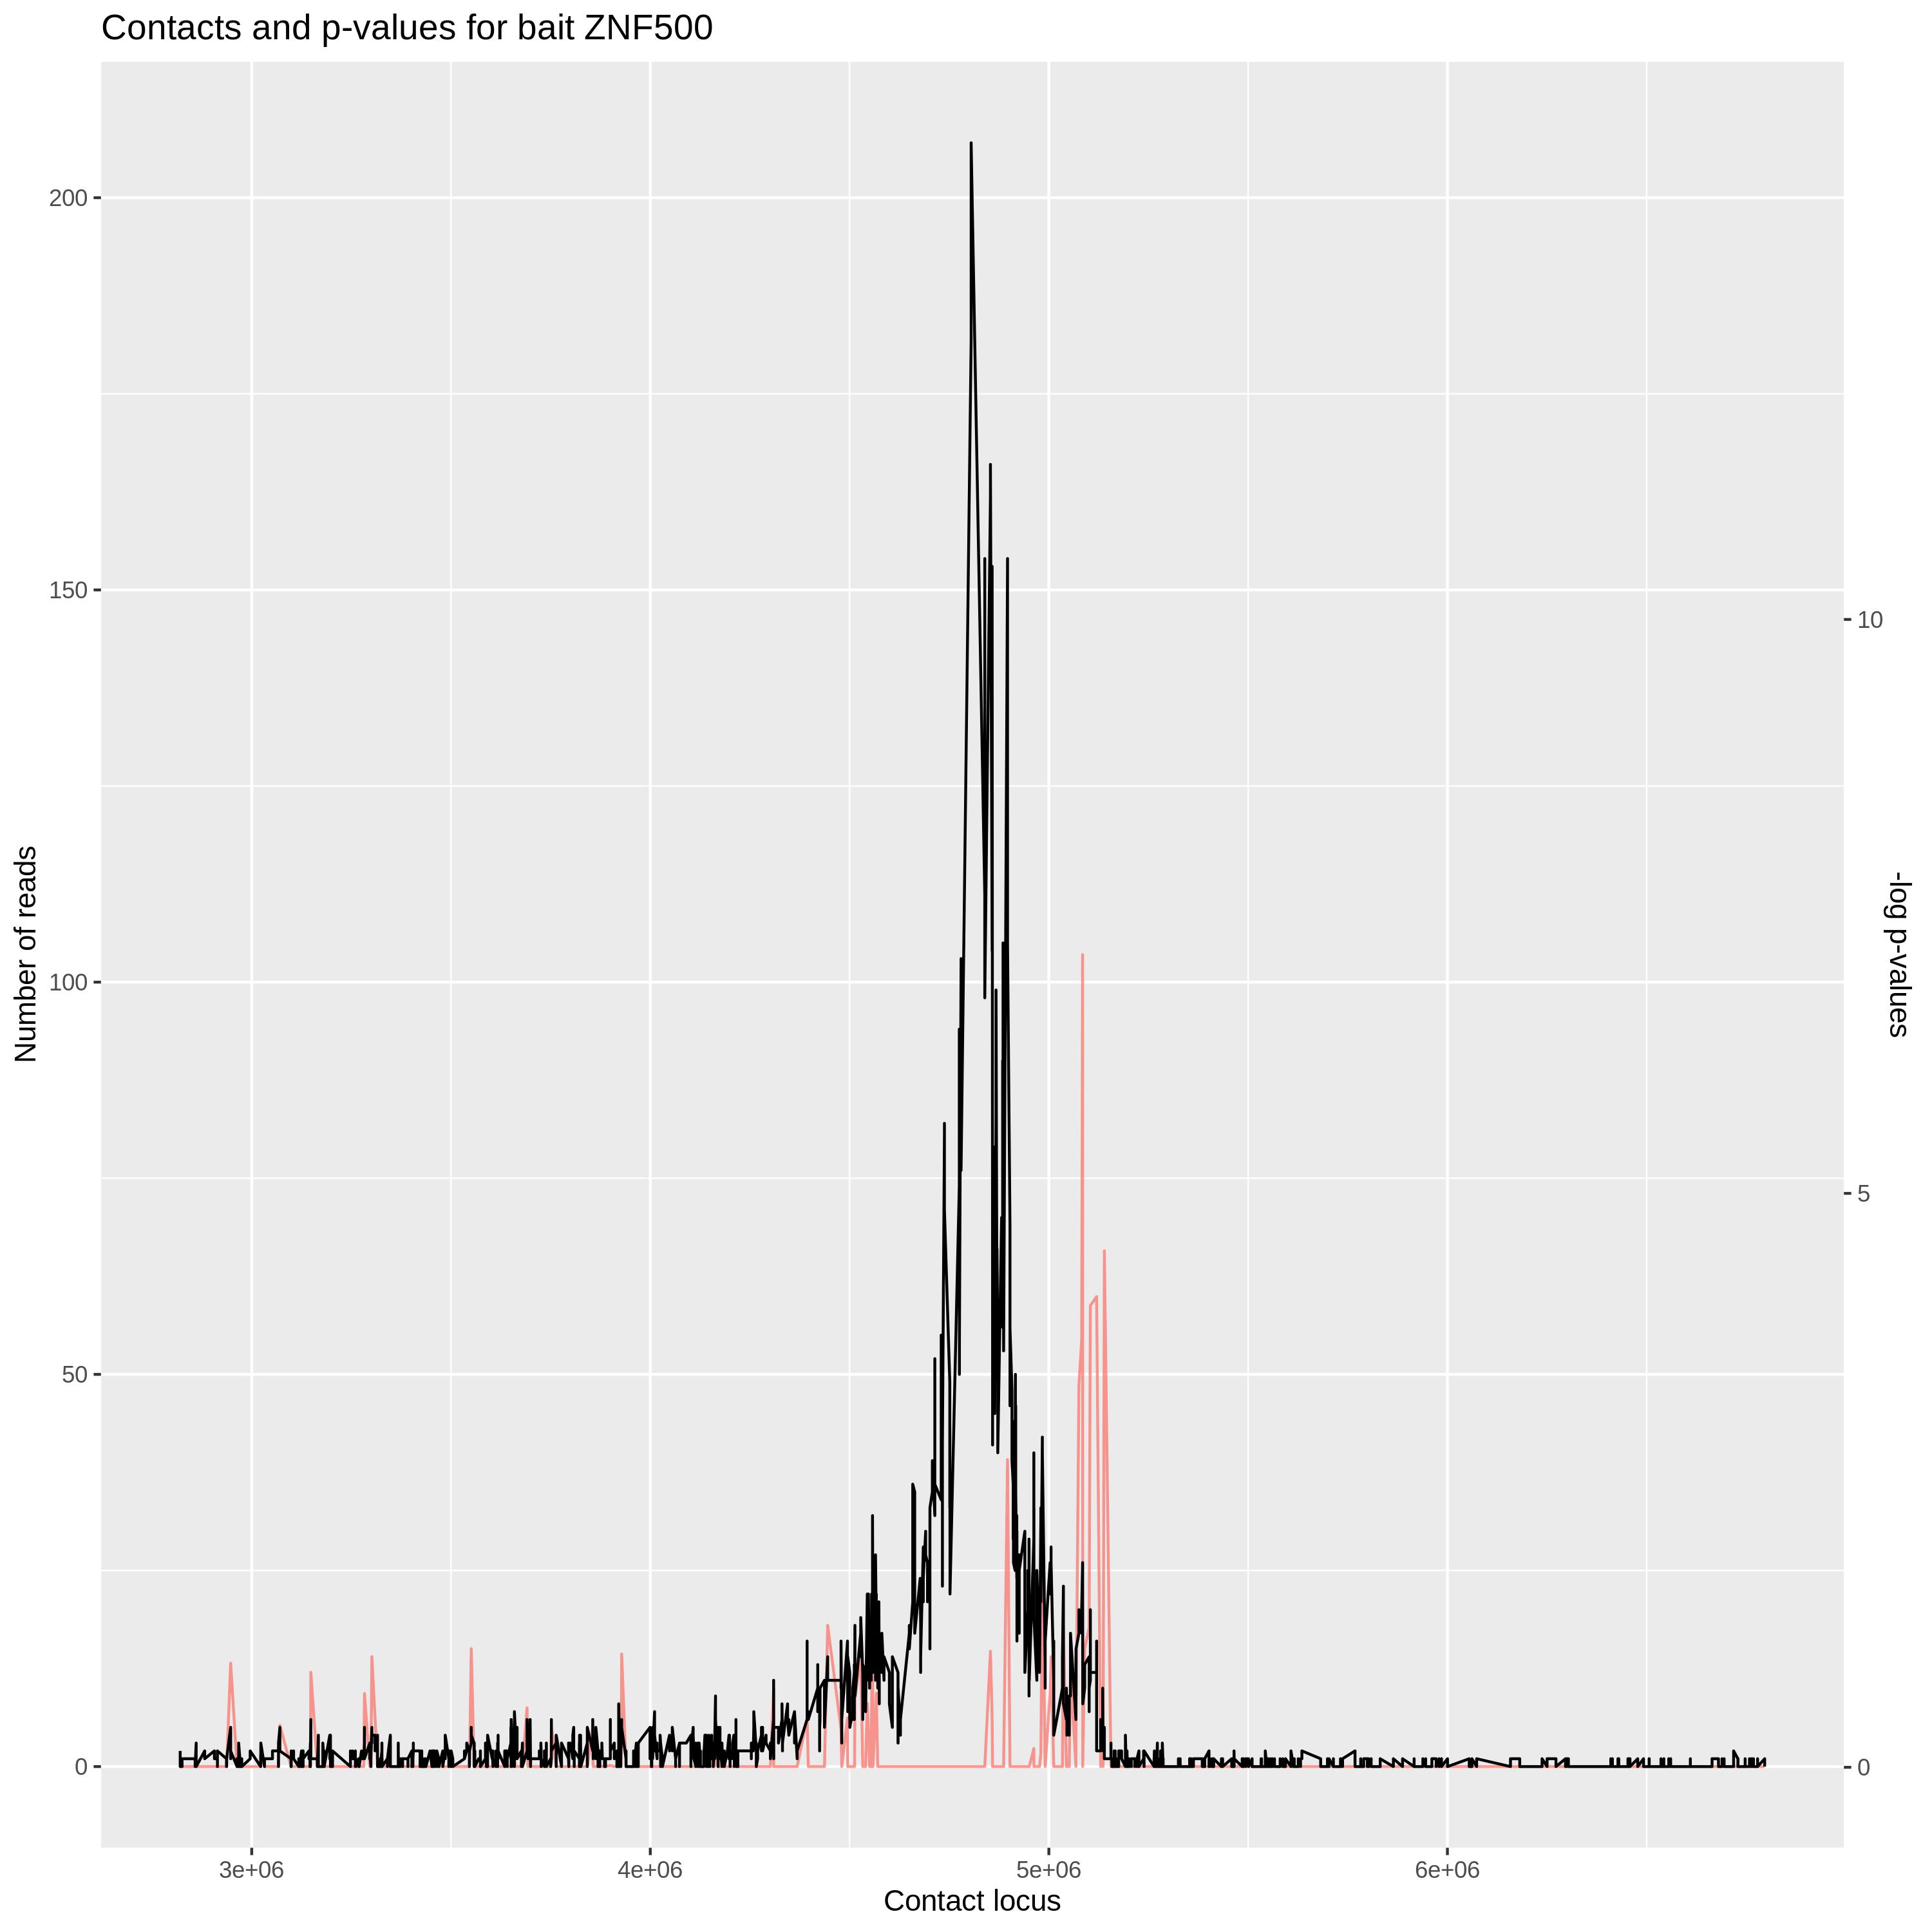 Contacts and p-values for bait ZNF500
200
150
100
50
0
Number of reads
10
5
0
-log p-values
3e+06
4e+06
5e+06
6e+06
Contact locus